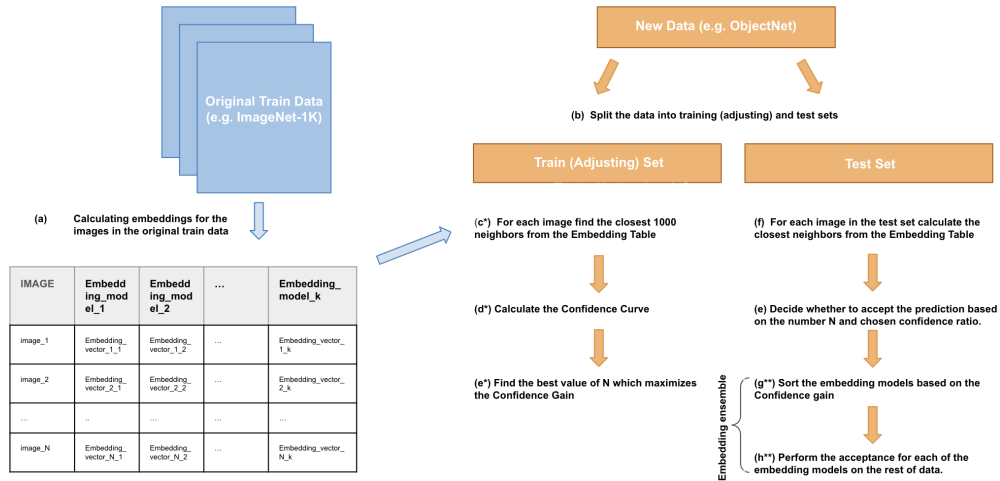 Original Train Data
(e.g. ImageNet-1K)
(a) Calculating embeddings for the
images in the original train data
IMAGE Embedd ing_mod el_1 Embedd ing_mod el_2 ... Embedding_ model_k
image_1 Embedding_ vector_1_1 Embedding_ vector_1_2 ... Embedding_vector_ 1_k
image_2 Embedding_ vector_2_1 Embedding_ vector_2_2 ... Embedding_vector_ 2_k
... .. ... ... ...
image_N Embedding_ vector_N_1 Embedding_ vector_N_2 ... Embedding_vector_ N_k
New Data (e.g. ObjectNet)
(b) Split the data into training (adjusting) and test sets
Train (Adjusting) Set
(c*) For each image find the closest 1000
neighbors from the Embedding Table
(d*) Calculate the Confidence Curve
(e*) Find the best value of N which maximizes
the Confidence Gain
Test Set
(f) For each image in the test set calculate the
closest neighbors from the Embedding Table
(e) Decide whether to accept the prediction based
on the number N and chosen confidence ratio.
Embedding ensemble
(g**) Sort the embedding models based on the
Confidence gain
(h**) Perform the acceptance for each of the
embedding models on the rest of data.